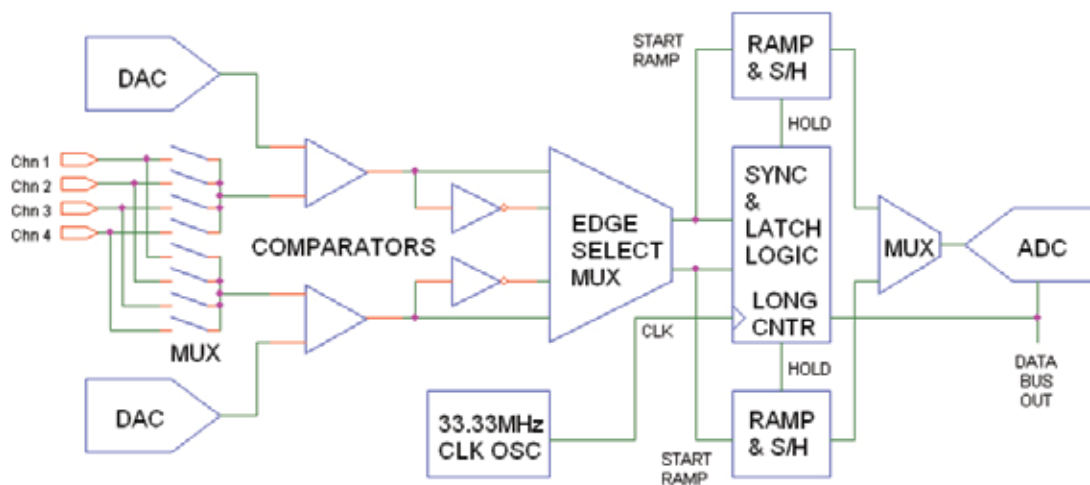 DAC
Chn 1
Chn 2
Chn 3
Chn 4
MUX
DAC
COMPARATORS
EDGE
SELECT
MUX
33.33MHz
CLK OSC
CLK
START
RAMP
RAMP
& S/H
HOLD
SYNC
&
LATCH
LOGIC
LONG
CNTR
HOLD
START
RAMP
RAMP
& S/H
MUX
ADC
DATA
BUS
OUT